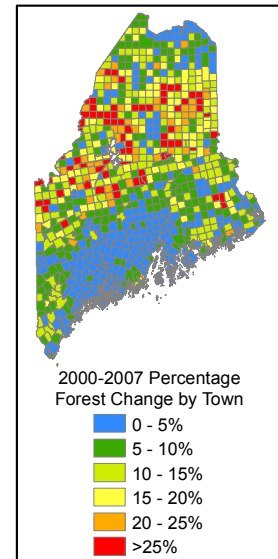 2000-2007 Percentage
Forest Change by Town
0 - 5%
5 - 10%
10 - 15%
15 - 20%
20 - 25%
>25%